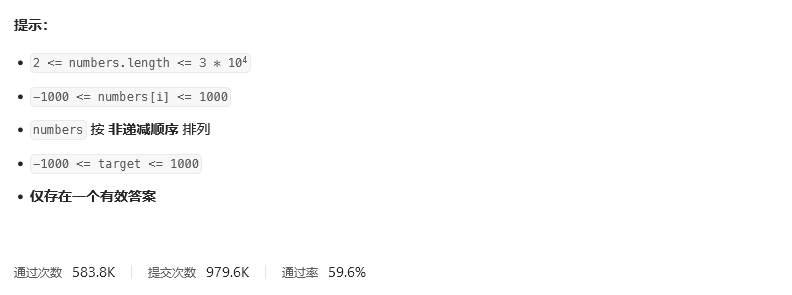 提示：
2 <= numbers.length <= 3 * 10⁴
-1000 <= numbers[i] <= 1000
numbers 按 非递减顺序 排列
-1000 <= target <= 1000
仅存在一个有效答案
通过次数 583.8K 提交次数 979.6K 通过率 59.6%